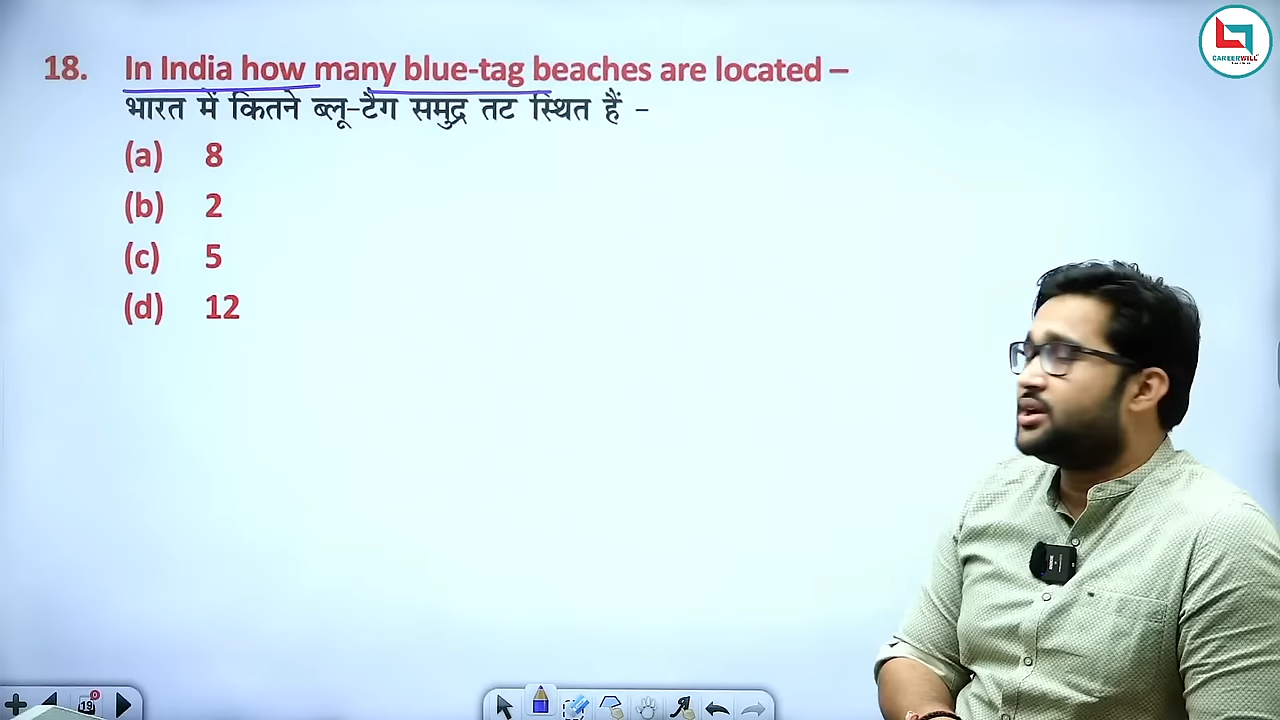 CAREERWILL
18. In India how many blue-tag beaches are located –
भारत में कितने ब्लू-टैग समुद्र तट स्थित हैं -
(a) 8
(b) 2
(c) 5
(d) 12
19